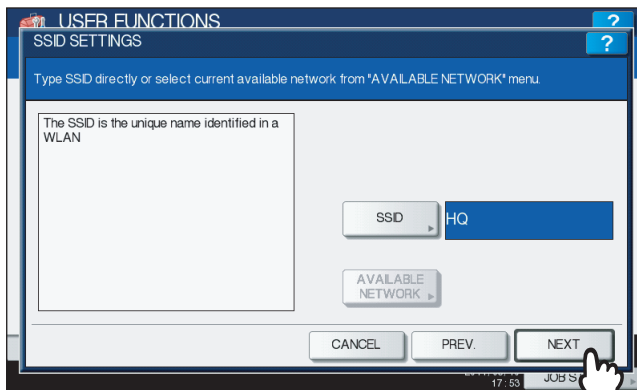 USER FUNCTIONS
?
SSID SETTINGS
?
Type SSID directly or select current available network from "AVAILABLE NETWORK" menu.
The SSID is the unique name identified in a
WLAN
SSID
HQ
AVAILABLE
NETWORK
CANCEL
PREV.
NEXT
17:53
JOB